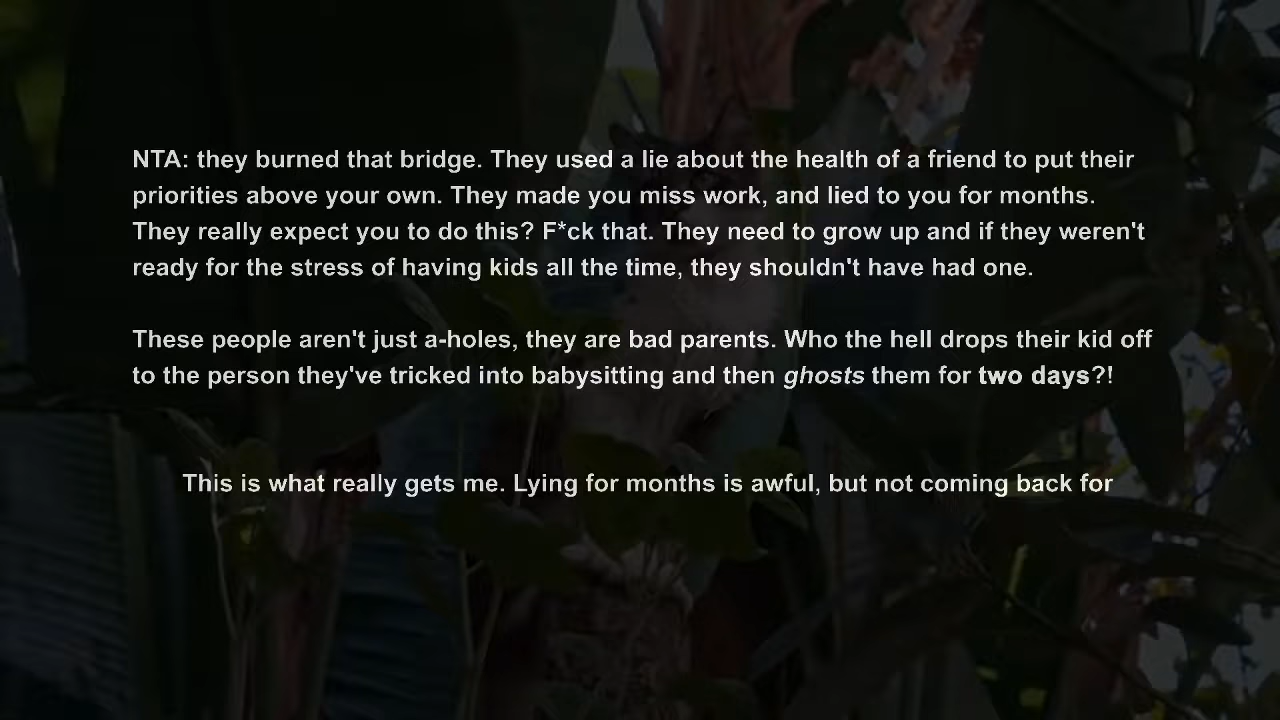 NTA: they burned that bridge. They used a lie about the health of a friend to put their
priorities above your own. They made you miss work, and lied to you for months.
They really expect you to do this? F*ck that. They need to grow up and if they weren't
ready for the stress of having kids all the time, they shouldn't have had one.
These people aren't just a-holes, they are bad parents. Who the hell drops their kid off
to the person they've tricked into babysitting and then ghosts them for two days?!
This is what really gets me. Lying for months is awful, but not coming back for